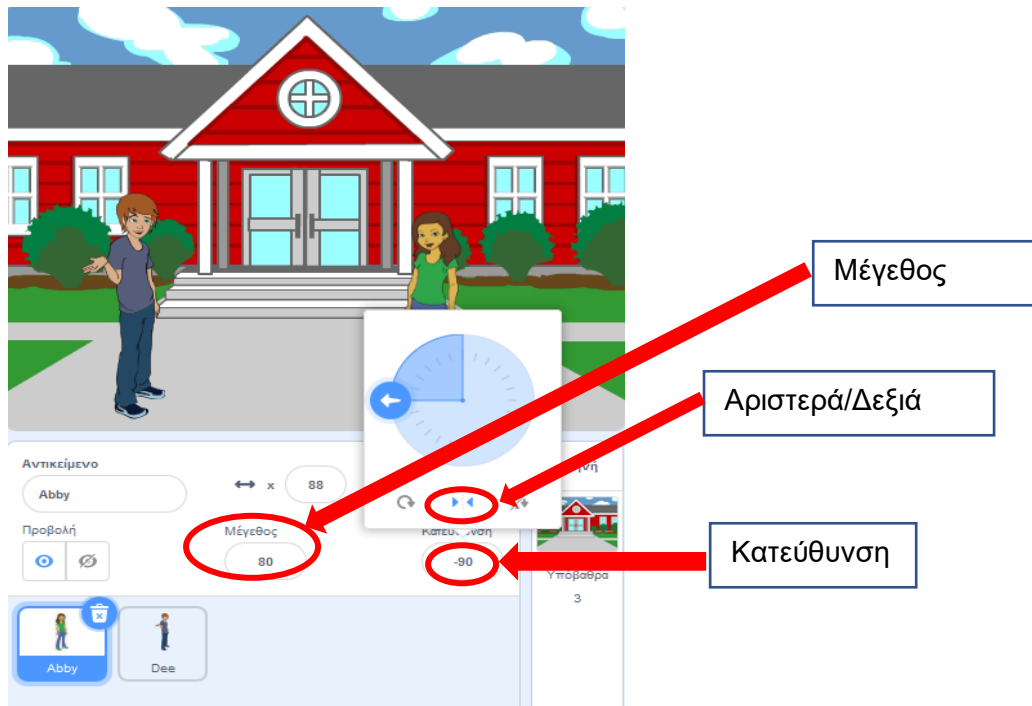 Μέγεθος
Αριστερά/Δεξιά
Κατεύθυνση
Αντικείμενο
Abby
x 88
Προβολή
Μέγεθος
80
-90
Υπόβαθρα
3
Abby
Dee